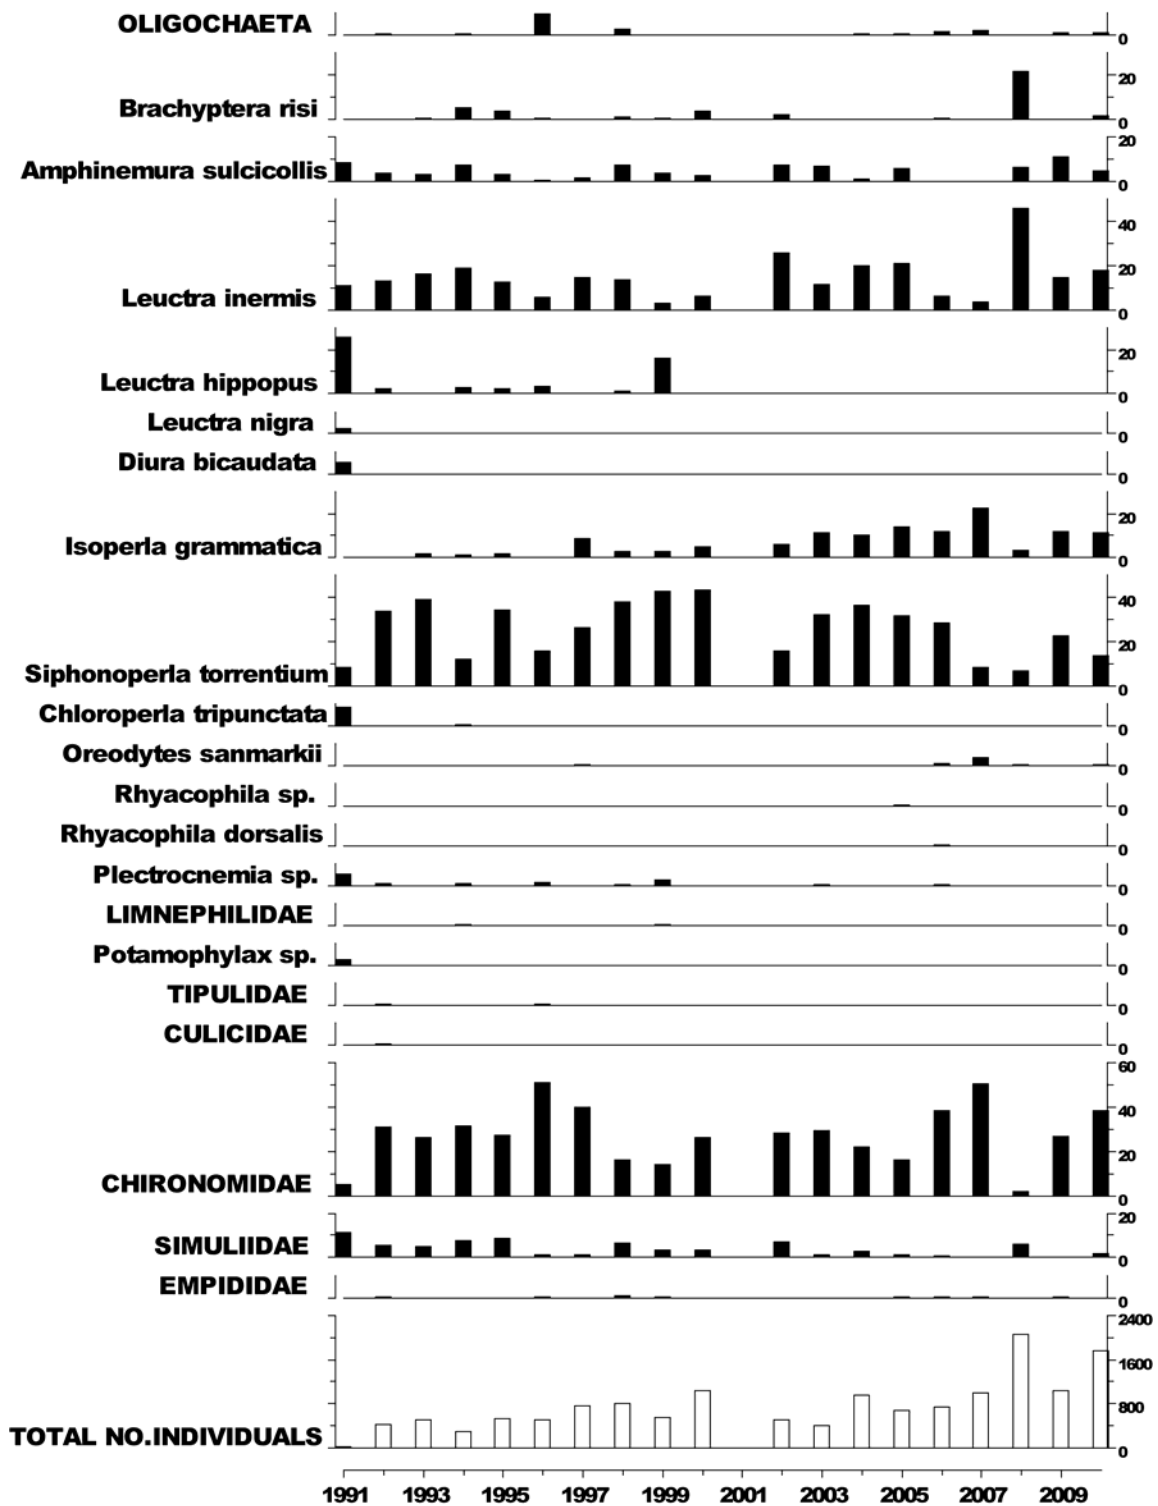 OLIGOCHAETA
0
20
Brachyptera risi
0
20
Amphinemura sulcicollis
0
40
20
Leuctra inermis
0
20
Leuctra hippopus
0
Leuctra nigra
0
Diura bicaudata
0
20
Isoperla grammatica
0
40
20
Siphonoperla torrentium
0
Chloroperla tripunctata
0
Oreodytes sanmarkii
0
Rhyacophila sp.
0
Rhyacophila dorsalis
0
Plectrocnemia sp.
0
LIMNEPHILIDAE
0
Potamophylax sp.
0
TIPULIDAE
0
CULICIDAE
0
60
40
20
CHIRONOMIDAE
0
20
SIMULIIDAE
0
EMPIDIDAE
0
2400
1600
800
TOTAL NO.INDIVIDUALS
0
1991 1993 1995 1997 1999 2001 2003 2005 2007 2009